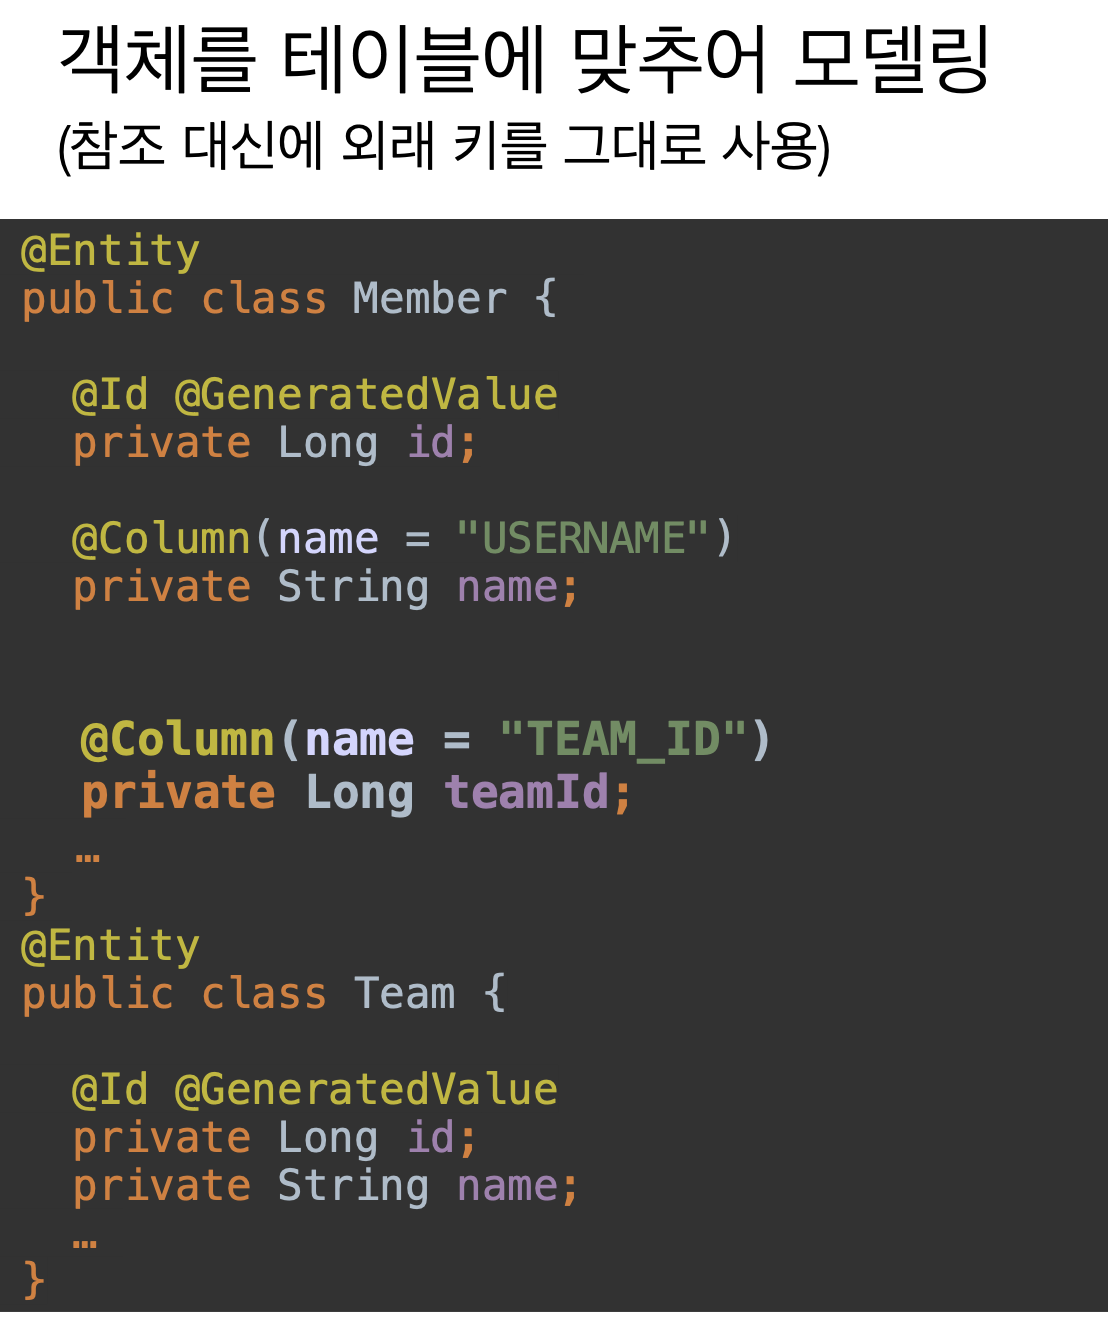 객체를 테이블에 맞추어 모델링
(참조 대신에 외래 키를 그대로 사용)
@Entity
public class Member {
@Id @GeneratedValue
private Long id;
@Column(name = "USERNAME")
private String name;
@Column(name = "TEAM_ID")
private Long teamId;
…
}
@Entity
public class Team {
@Id @GeneratedValue
private Long id;
private String name;
…
}